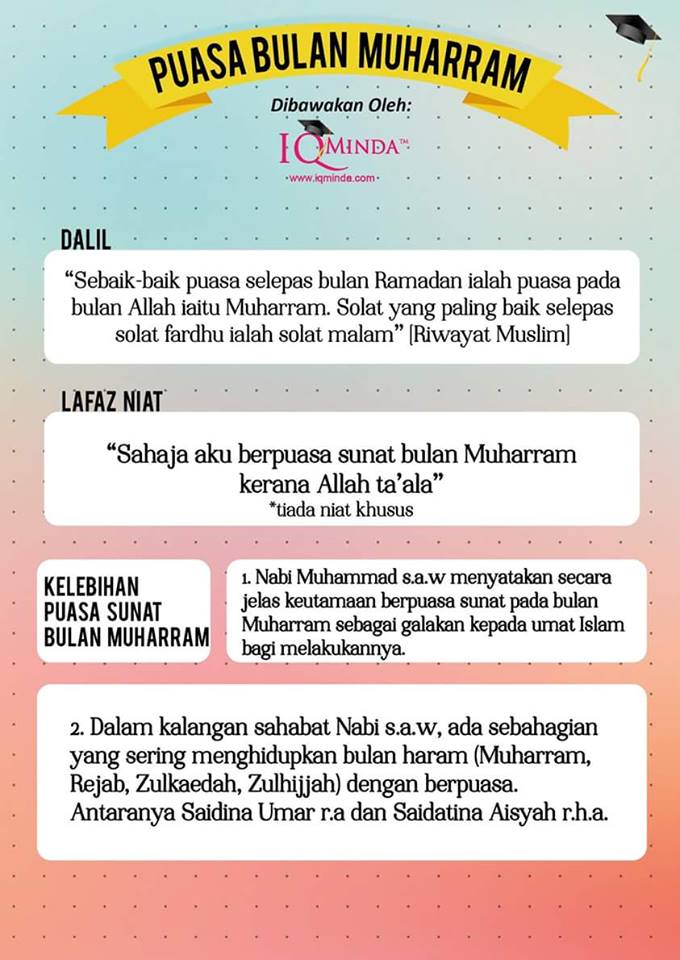 PUASA BULAN MUHARRAM
Dibawakan Oleh:
IQMINDA™
•www.iqminda.com•
DALIL
“Sebaik-baik puasa selepas bulan Ramadan ialah puasa pada
bulan Allah iaitu Muharram. Solat yang paling baik selepas
solat fardhu ialah solat malam” [Riwayat Muslim]
LAFAZ NIAT
“Sahaja aku berpuasa sunat bulan Muharram
kerana Allah ta’ala”
*tiada niat khusus
KELEBIHAN
PUASA SUNAT
BULAN MUHARRAM
1. Nabi Muhammad s.a.w menyatakan secara
jelas keutamaan berpuasa sunat pada bulan
Muharram sebagai galakan kepada umat Islam
bagi melakukannya.
2. Dalam kalangan sahabat Nabi s.a.w, ada sebahagian
yang sering menghidupkan bulan haram (Muharram,
Rejab, Zulkaedah, Zulhijjah) dengan berpuasa.
Antaranya Saidina Umar r.a dan Saidatina Aisyah r.h.a.